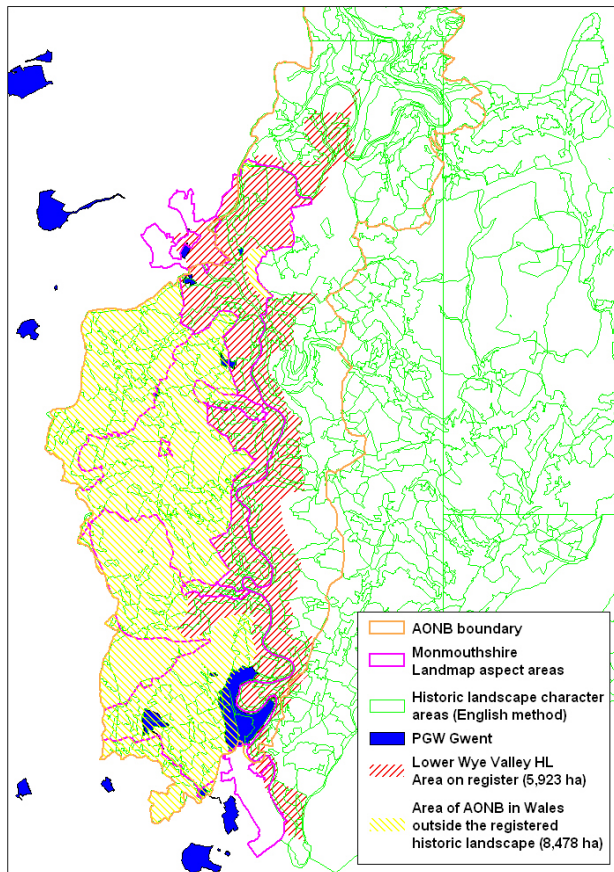 AONB boundary
Monmouthshire
Landmap aspect areas
Historic landscape character
areas (English method)
PGW Gwent
Lower Wye Valley HL
Area on register (5,923 ha)
Area of AONB in Wales
outside the registered
historic landscape (8,478 ha)